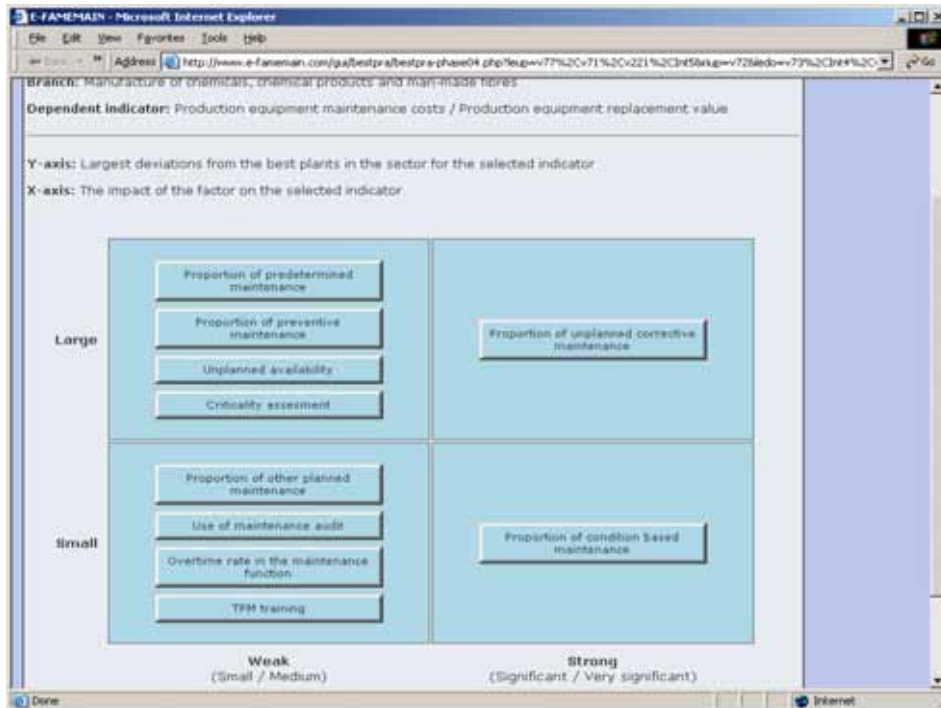 E-FAMEMAIN - Microsoft Internet Explorer
File Edit View Favorites Tools Help
Address
Go
Branch: Manufacture of chemicals, chemical products and man-made fibres
Dependent indicator: Production equipment maintenance costs / Production equipment replacement value
Y-axis: Largest deviations from the best plants in the sector for the selected indicator
X-axis: The impact of the factor on the selected indicator
Large
Proportion of predetermined
maintenance
Proportion of preventive
maintenance
Unplanned availability
Criticality assesment
Proportion of unplanned corrective
maintenance
Small
Proportion of other planned
maintenance
Use of maintenance audit
Overtime rate in the maintenance
function
TPM training
Proportion of condition based
maintenance
Weak
(Small / Medium)
Strong
(Significant / Very significant)
Done
Internet